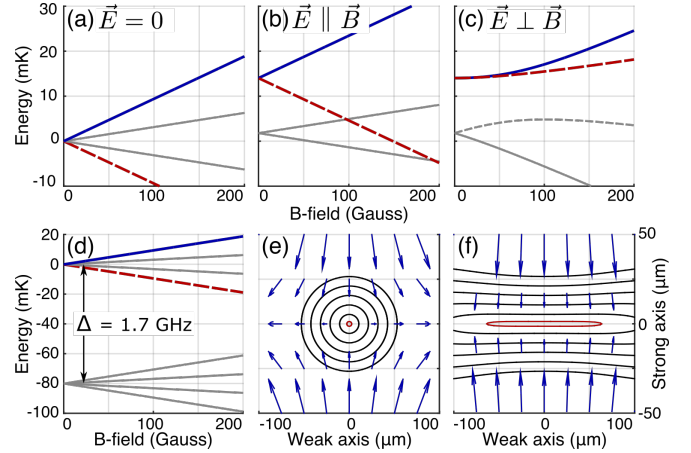 (a) E⃗ = 0
(b) E⃗ ∥ B⃗
(c) E⃗ ⊥ B⃗
Energy (mK)
30
20
10
0
-10
0
100
200
0
100
200
0
100
200
B-field (Gauss)
(d)
(e)
(f)
Energy (mK)
20
0
-20
-40
-60
-80
-100
Δ = 1.7 GHz
0
100
200
B-field (Gauss)
-100
0
100
Weak axis (μm)
-100
0
100
Weak axis (μm)
50
0
-50
Strong axis (μm)